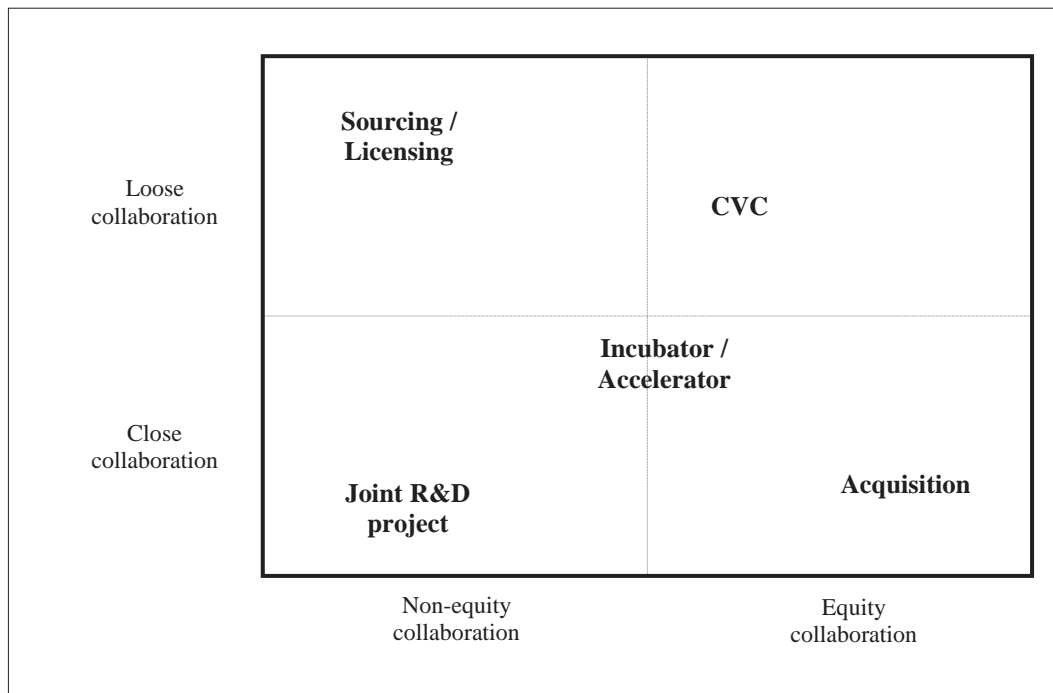 Sourcing /
Licensing
Loose
collaboration
CVC
Incubator /
Accelerator
Close
collaboration
Joint R&D
project
Acquisition
Non-equity
collaboration
Equity
collaboration